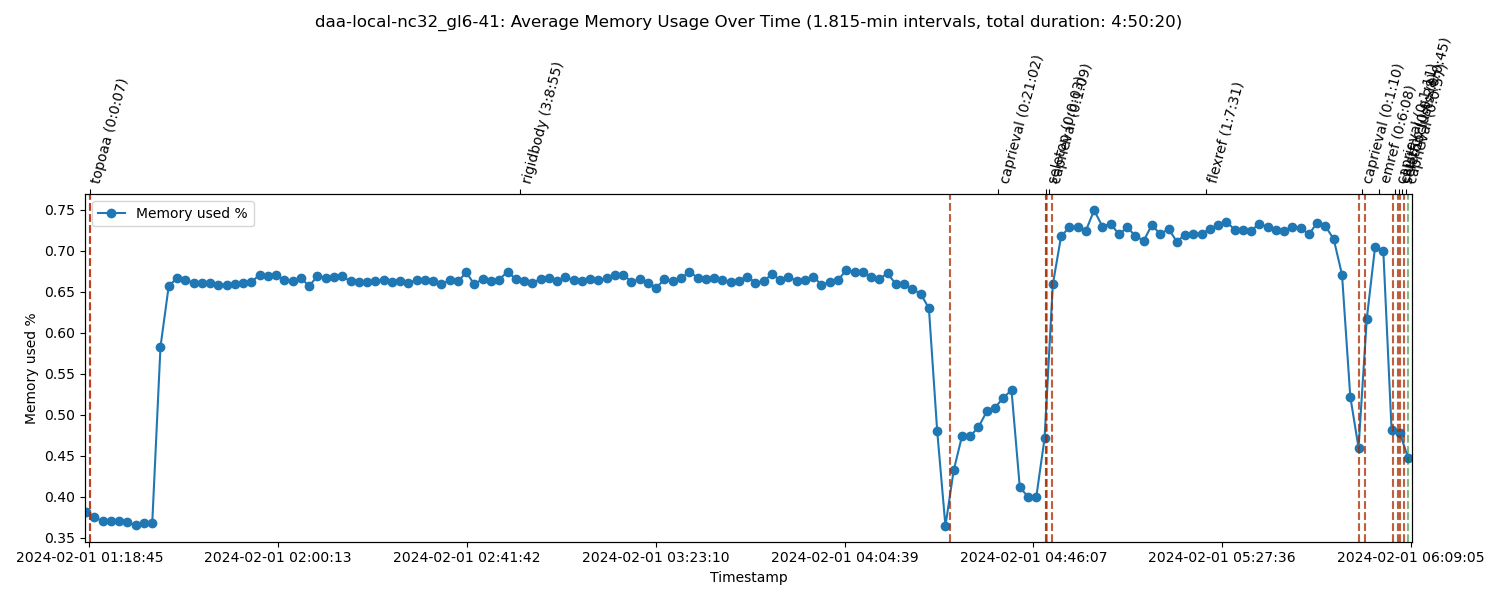 daa-local-nc32_gl6-41: Average Memory Usage Over Time (1.815-min intervals, total duration: 4:50:20)
topoaa (0:0:07)
rigidbody (3:8:55)
caprieval (0:21:02)
caprieval (0:1:09)
flexref (1:7:31)
caprieval (0:1:10)
emref (0:6:08)
Memory used %
0.75
0.70
0.65
0.60
0.55
0.50
0.45
0.40
0.35
Memory used %
2024-02-01 01:18:45
2024-02-01 02:00:13
2024-02-01 02:41:42
2024-02-01 03:23:10
2024-02-01 04:04:39
2024-02-01 04:46:07
2024-02-01 05:27:36
2024-02-01 06:09:05
Timestamp